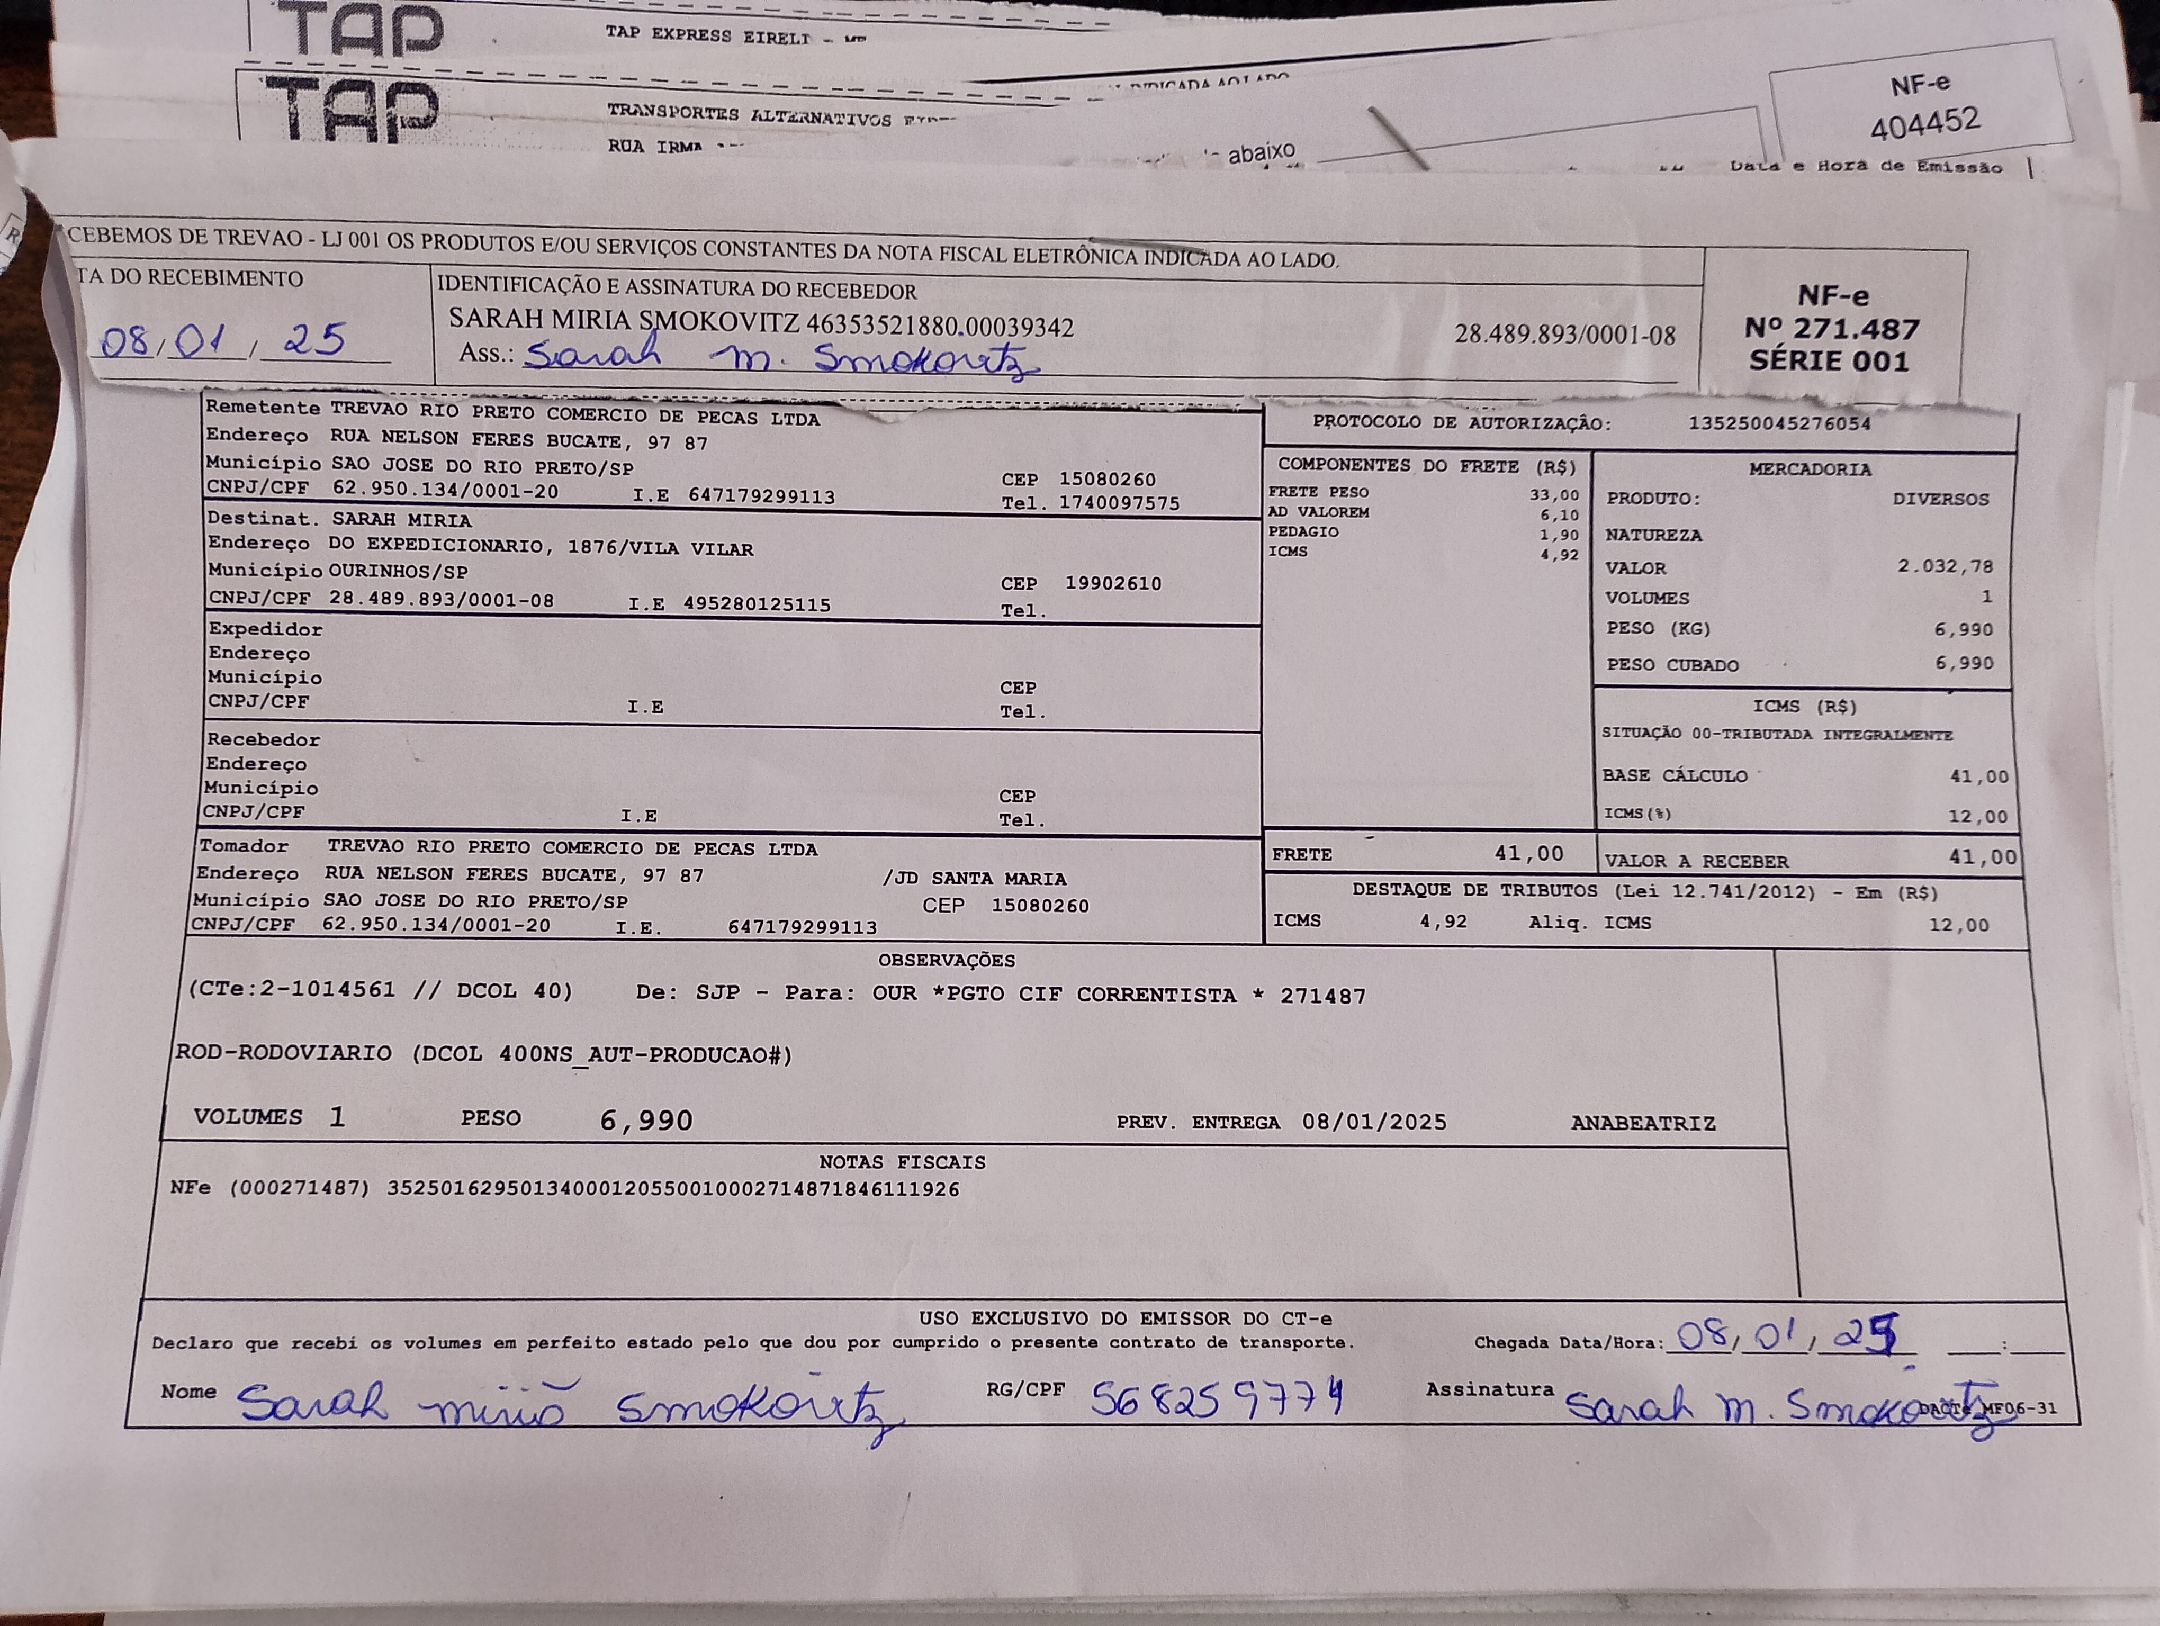 TAP
TAP EXPRESS EIRELI - ME
TAP
TRANSPORTES ALTERNATIVOS
RUA IRMA
INDICADA AO LADO
abaixo
NF-e
404452
Data e Hora de Emissão
CEBEMOS DE TREVAO - LJ 001 OS PRODUTOS E/OU SERVIÇOS CONSTANTES DA NOTA FISCAL ELETRÔNICA INDICADA AO LADO.
TA DO RECEBIMENTO
08/01/25
IDENTIFICAÇÃO E ASSINATURA DO RECEBEDOR
SARAH MIRIA SMOKOVITZ 46353521880.00039342
28.489.893/0001-08
Ass.: Sarah m. Smokovitz
NF-e
Nº 271.487
SÉRIE 001
Remetente TREVAO RIO PRETO COMERCIO DE PECAS LTDA
Endereço RUA NELSON FERES BUCATE, 97 87
Município SAO JOSE DO RIO PRETO/SP CEP 15080260
CNPJ/CPF 62.950.134/0001-20 I.E 647179299113 Tel. 1740097575
Destinat. SARAH MIRIA
Endereço DO EXPEDICIONARIO, 1876/VILA VILAR
Município OURINHOS/SP CEP 19902610
CNPJ/CPF 28.489.893/0001-08 I.E 495280125115 Tel.
Expedidor
Endereço
Município CEP
CNPJ/CPF I.E Tel.
Recebedor
Endereço
Município CEP
CNPJ/CPF I.E Tel.
Tomador TREVAO RIO PRETO COMERCIO DE PECAS LTDA
Endereço RUA NELSON FERES BUCATE, 97 87 /JD SANTA MARIA
Município SAO JOSE DO RIO PRETO/SP CEP 15080260
CNPJ/CPF 62.950.134/0001-20 I.E. 647179299113
PROTOCOLO DE AUTORIZAÇÃO: 135250045276054
COMPONENTES DO FRETE (R$)
FRETE PESO 33,00
AD VALOREM 6,10
PEDAGIO 1,90
ICMS 4,92
MERCADORIA
PRODUTO: DIVERSOS
NATUREZA
VALOR 2.032,78
VOLUMES 1
PESO (KG) 6,990
PESO CUBADO 6,990
ICMS (R$)
SITUAÇÃO 00-TRIBUTADA INTEGRALMENTE
BASE CÁLCULO 41,00
ICMS(%) 12,00
FRETE 41,00
VALOR A RECEBER 41,00
DESTAQUE DE TRIBUTOS (Lei 12.741/2012) - Em (R$)
ICMS 4,92 Aliq. ICMS 12,00
OBSERVAÇÕES
(CTe:2-1014561 // DCOL 40) De: SJP - Para: OUR *PGTO CIF CORRENTISTA * 271487
ROD-RODOVIARIO (DCOL 400NS_AUT-PRODUCAO#)
VOLUMES 1 PESO 6,990 PREV. ENTREGA 08/01/2025 ANABEATRIZ
NOTAS FISCAIS
NFe (000271487) 35250162950134000120550010002714871846111926
USO EXCLUSIVO DO EMISSOR DO CT-e
Declaro que recebi os volumes em perfeito estado pelo que dou por cumprido o presente contrato de transporte. Chegada Data/Hora: 08/01/25 __:__
Nome Sarah miriã Smokovitz RG/CPF 568259774 Assinatura Sarah m. Smokovitz
DACTe MF06-31